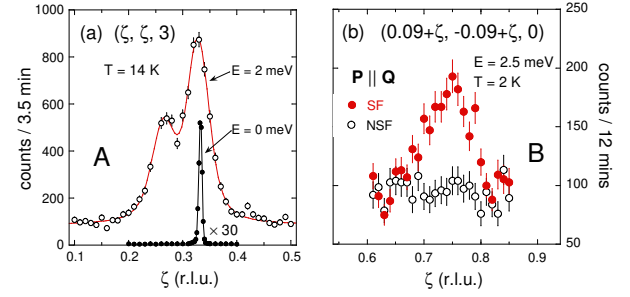 (a) (ζ, ζ, 3)
T = 14 K
E = 2 meV
E = 0 meV
A
× 30
counts / 3.5 min
1000
800
600
400
200
0
0.1 0.2 0.3 0.4 0.5
ζ (r.l.u.)
(b) (0.09+ζ, -0.09+ζ, 0)
P || Q
E = 2.5 meV
T = 2 K
SF
NSF
B
250
200
150
100
50
counts / 12 mins
0.6 0.7 0.8 0.9
ζ (r.l.u.)